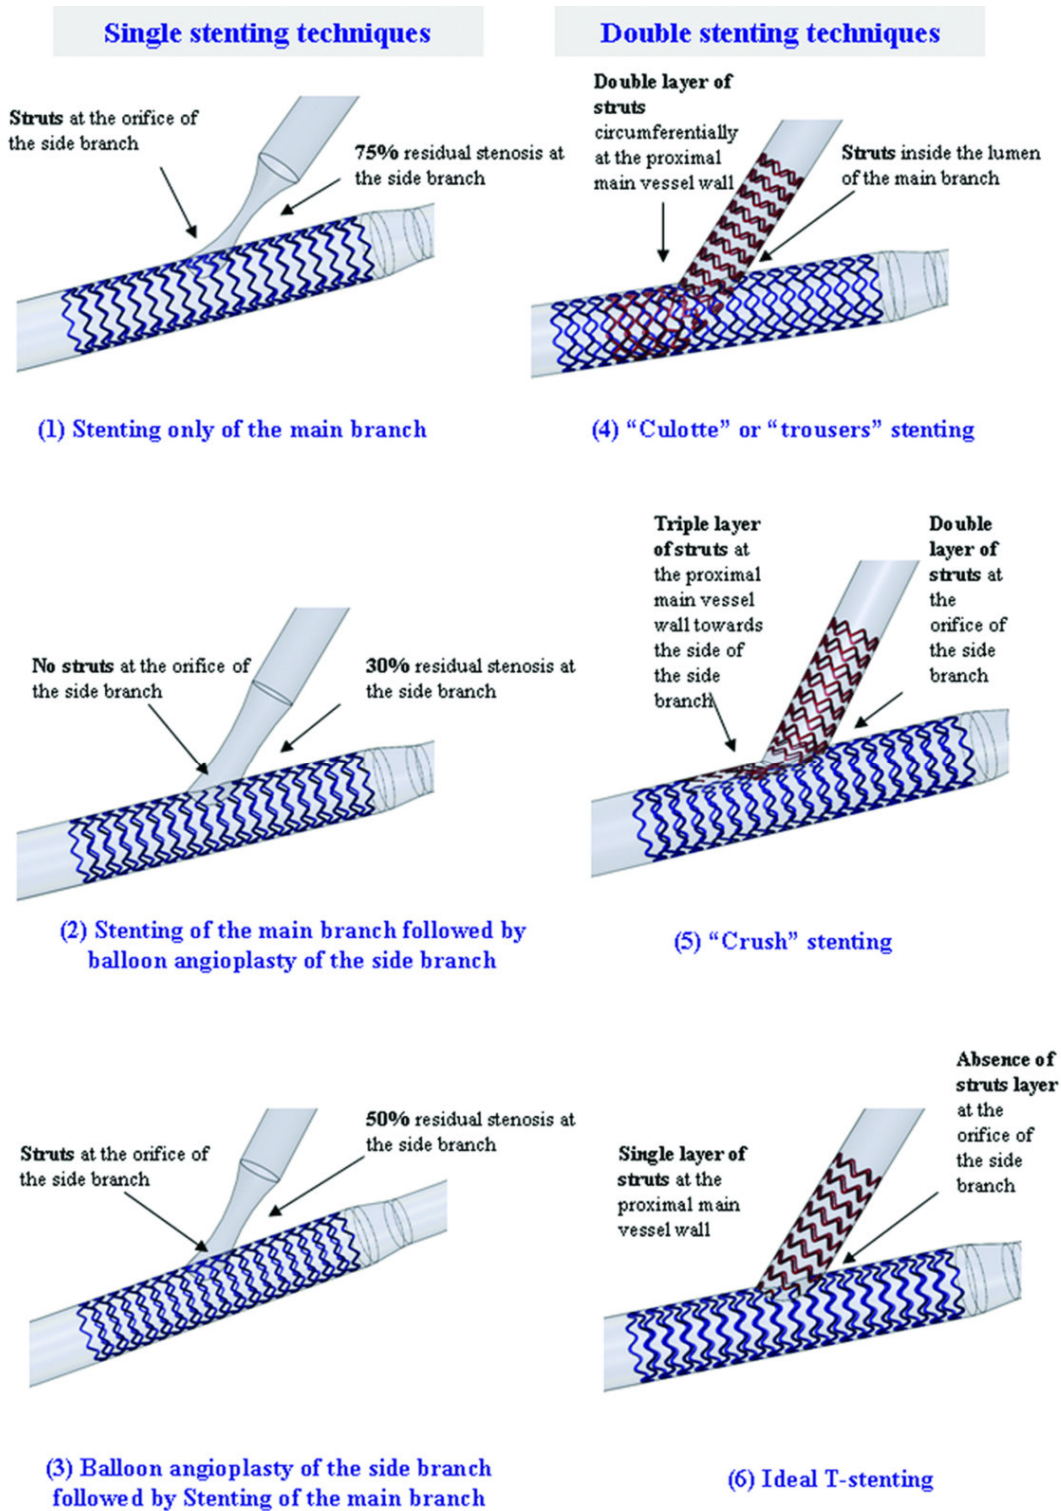 Single stenting techniques
Struts at the orifice of
the side branch
75% residual stenosis at
the side branch
(1) Stenting only of the main branch
No struts at the orifice of
the side branch
30% residual stenosis at
the side branch
(2) Stenting of the main branch followed by
balloon angioplasty of the side branch
Struts at the orifice of
the side branch
50% residual stenosis at
the side branch
(3) Balloon angioplasty of the side branch
followed by Stenting of the main branch
Double stenting techniques
Double layer of
struts
circumferentially
at the proximal
main vessel wall
Struts inside the lumen
of the main branch
(4) “Culotte” or “trousers” stenting
Triple layer
of struts at
the proximal
main vessel
wall towards
the side of
the side
branch
Double
layer of
struts at
the
orifice of
the side
branch
(5) “Crush” stenting
Single layer of
struts at the
proximal main
vessel wall
Absence of
struts layer
at the
orifice of
the side
branch
(6) Ideal T-stenting